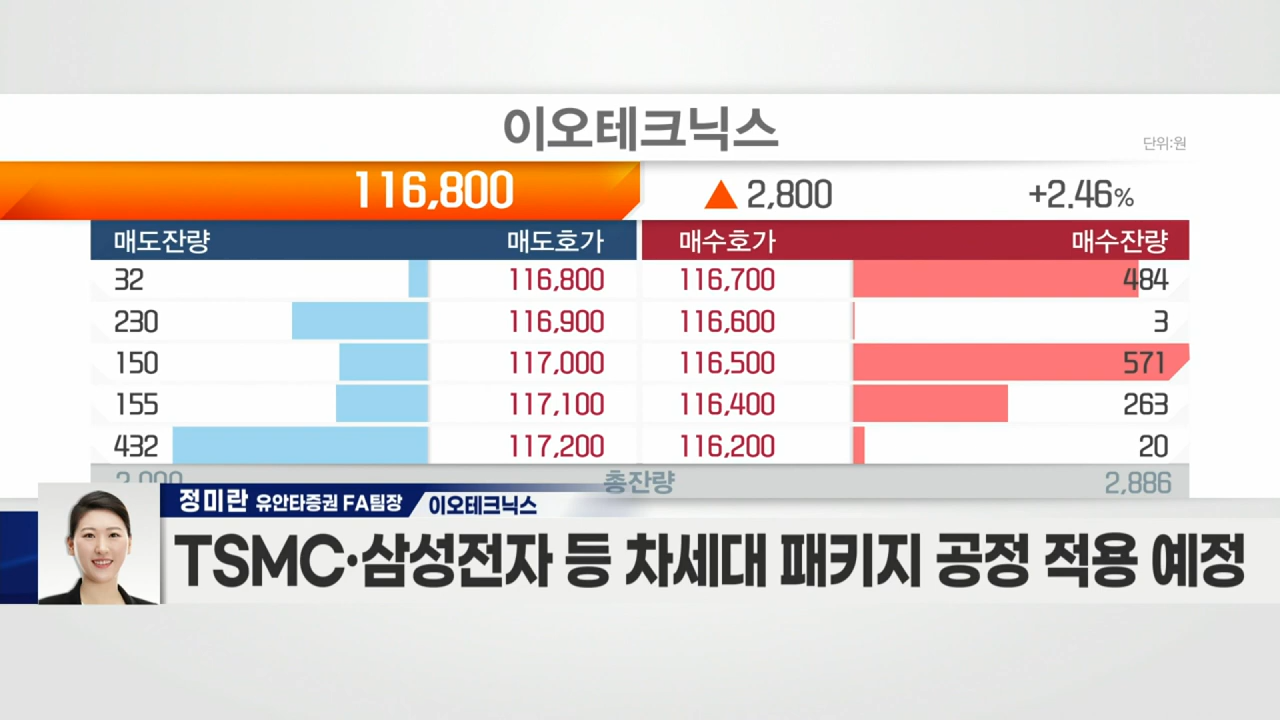 이오테크닉스
단위:원
116,800 ▲ 2,800 +2.46%
매도잔량 매도호가 매수호가 매수잔량
32 116,800 116,700 484
230 116,900 116,600 3
150 117,000 116,500 571
155 117,100 116,400 263
432 117,200 116,200 20
총잔량 2,886
정미란 유안타증권 FA팀장 이오테크닉스
TSMC·삼성전자 등 차세대 패키지 공정 적용 예정